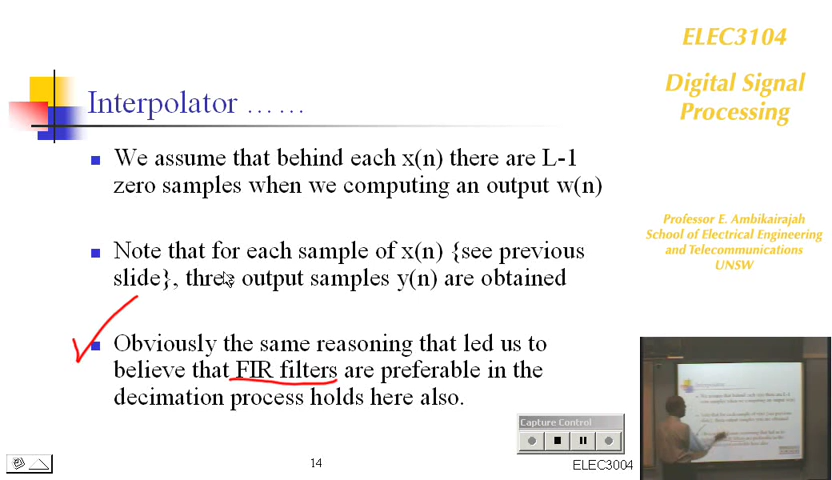 ELEC3104
Digital Signal
Processing
Professor E. Ambikairajah
School of Electrical Engineering
and Telecommunications
UNSW
Interpolator ……
We assume that behind each x(n) there are L-1
zero samples when we computing an output w(n)
Note that for each sample of x(n) {see previous
slide}, three output samples y(n) are obtained
Obviously the same reasoning that led us to
believe that FIR filters are preferable in the
decimation process holds here also.
Capture Control
14
ELEC3004
Interpolator